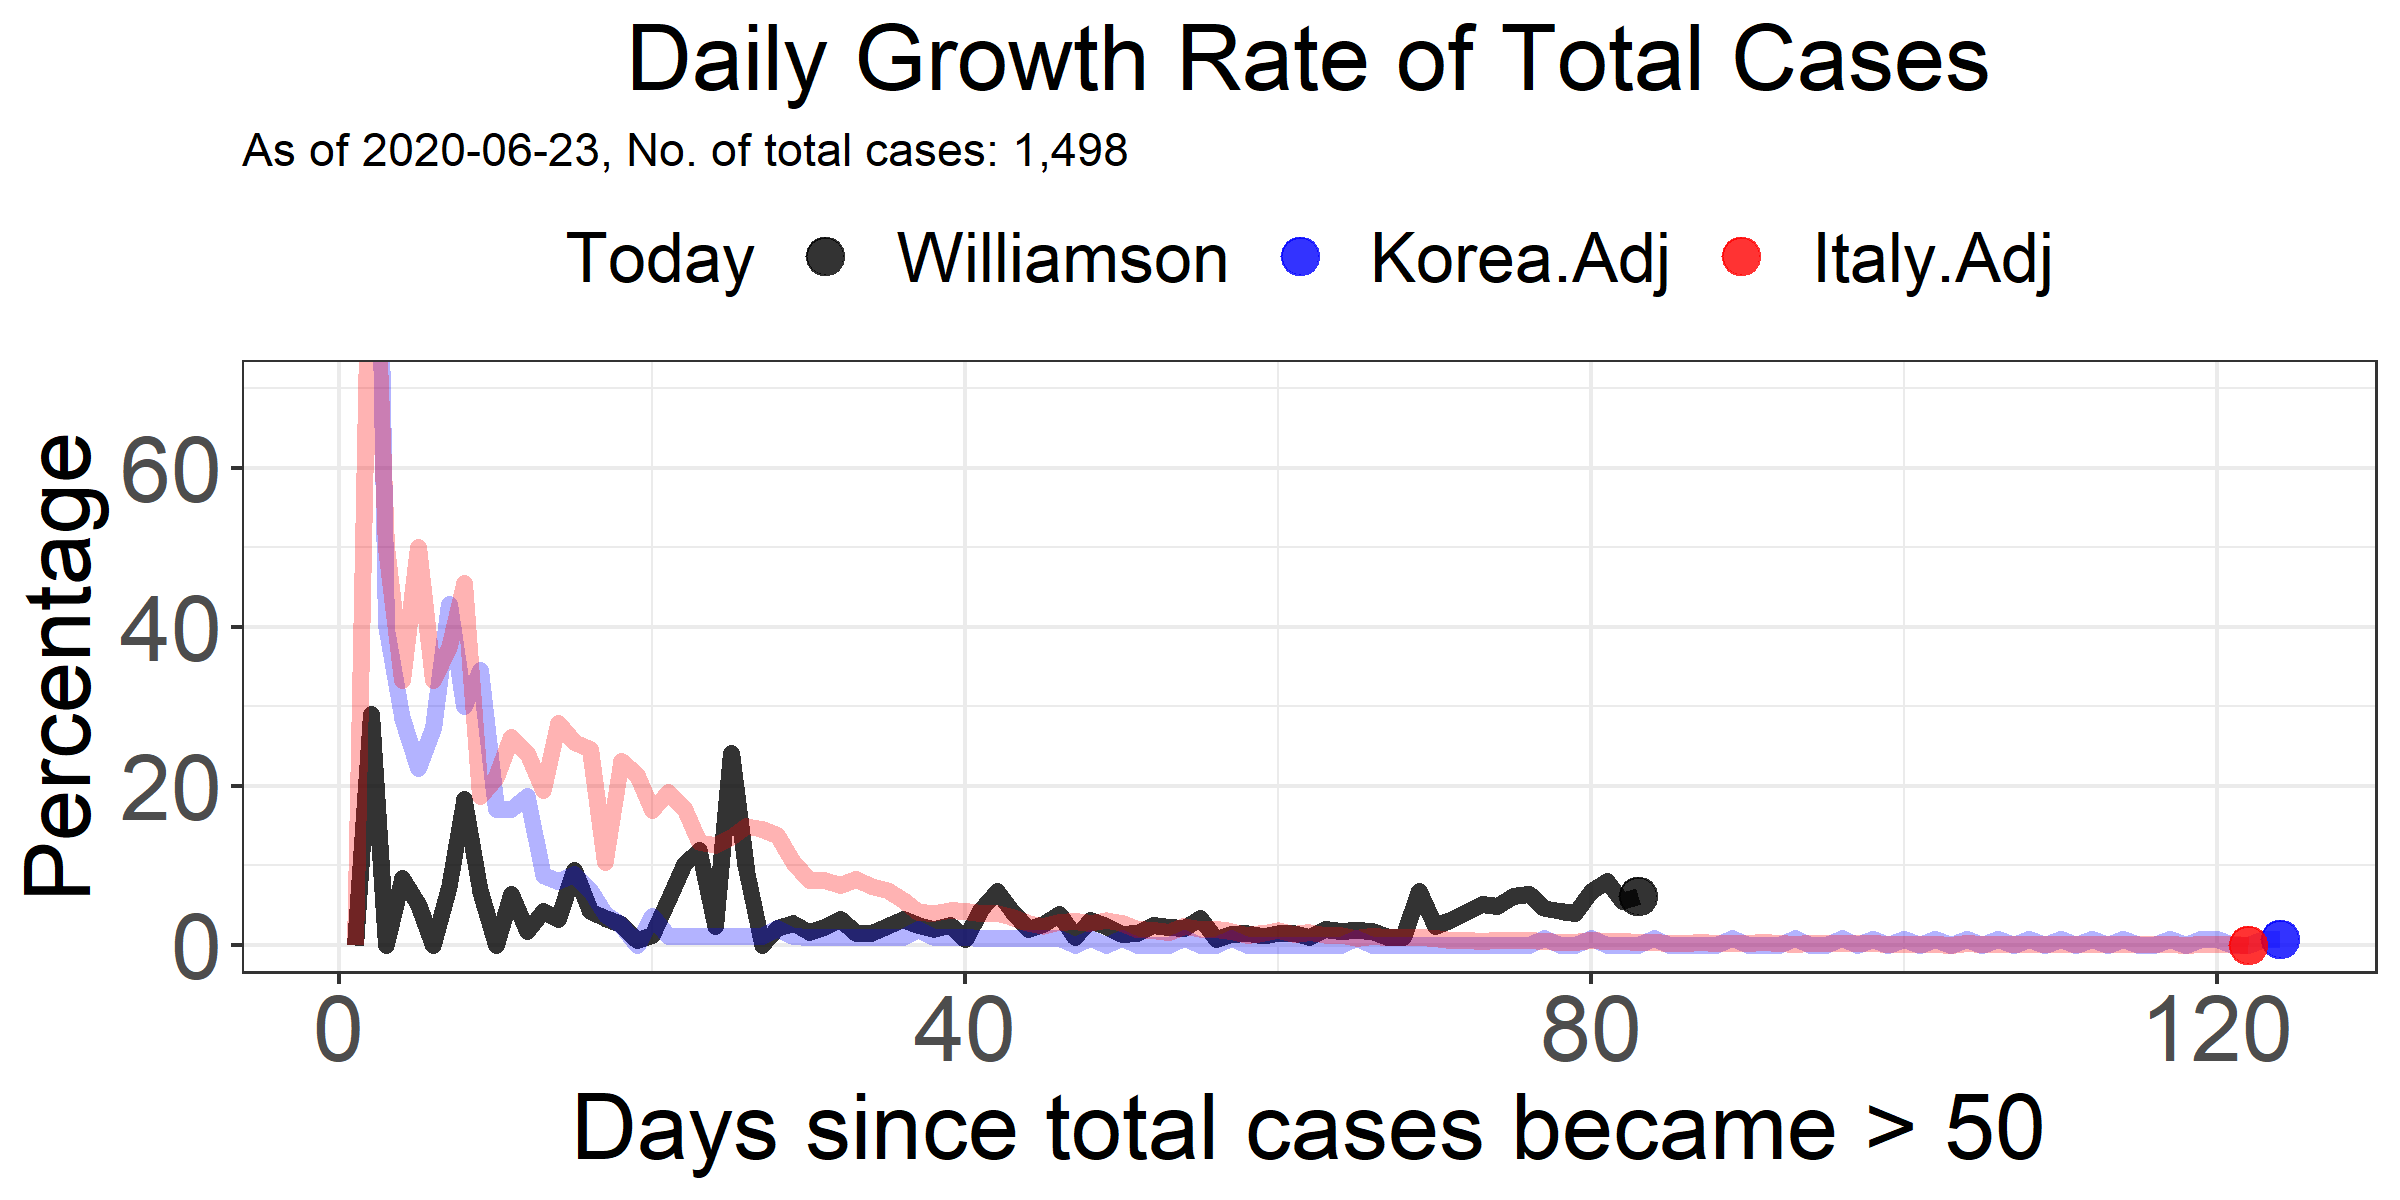 Daily Growth Rate of Total Cases
As of 2020-06-23, No. of total cases: 1,498
Today Williamson Korea.Adj Italy.Adj
Percentage
60
40
20
0
0 40 80 120
Days since total cases became > 50